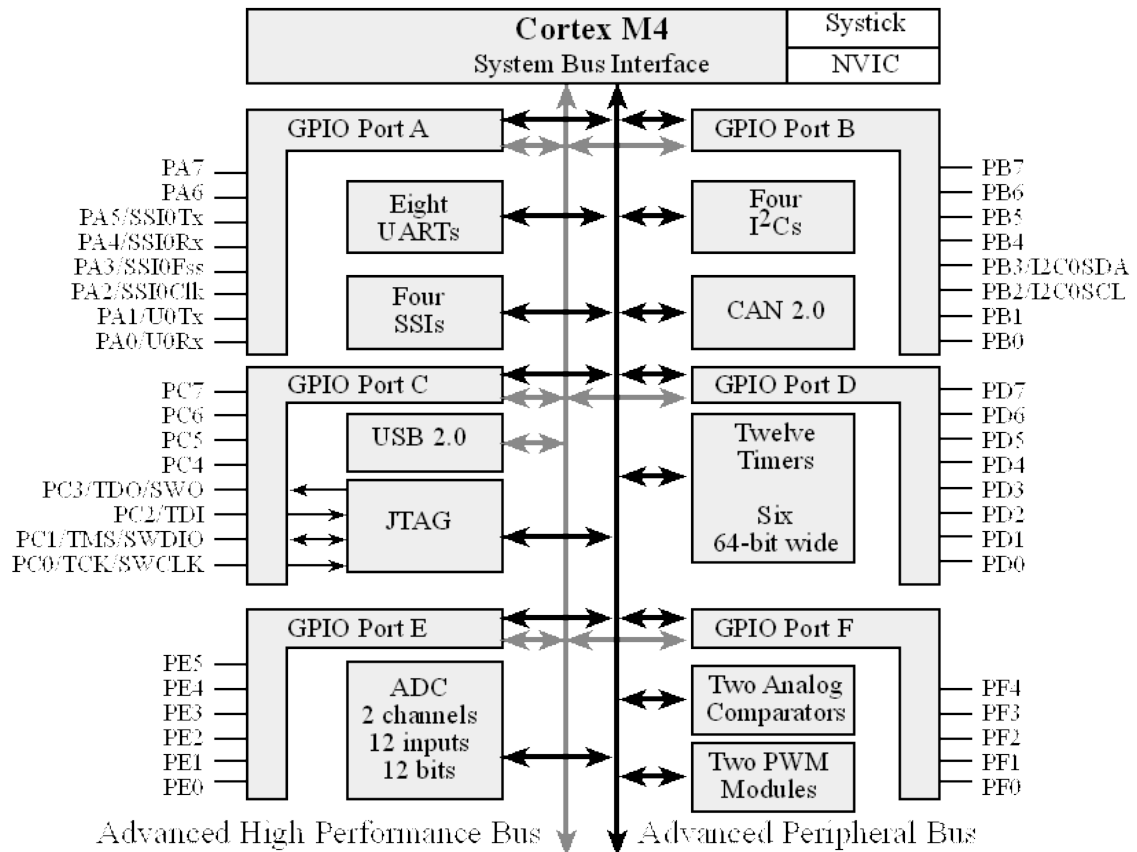 Cortex M4
System Bus Interface
Systick
NVIC
GPIO Port A
PA7
PA6
PA5/SSI0Tx
PA4/SSI0Rx
PA3/SSI0Fss
PA2/SSI0Clk
PA1/U0Tx
PA0/U0Rx
Eight
UARTs
Four
SSIs
GPIO Port B
Four
I²Cs
CAN 2.0
PB7
PB6
PB5
PB4
PB3/I2C0SDA
PB2/I2C0SCL
PB1
PB0
GPIO Port C
PC7
PC6
PC5
PC4
PC3/TDO/SWO
PC2/TDI
PC1/TMS/SWDIO
PC0/TCK/SWCLK
USB 2.0
JTAG
GPIO Port D
Twelve
Timers
Six
64-bit wide
PD7
PD6
PD5
PD4
PD3
PD2
PD1
PD0
GPIO Port E
PE5
PE4
PE3
PE2
PE1
PE0
ADC
2 channels
12 inputs
12 bits
GPIO Port F
Two Analog
Comparators
Two PWM
Modules
PF4
PF3
PF2
PF1
PF0
Advanced High Performance Bus
Advanced Peripheral Bus